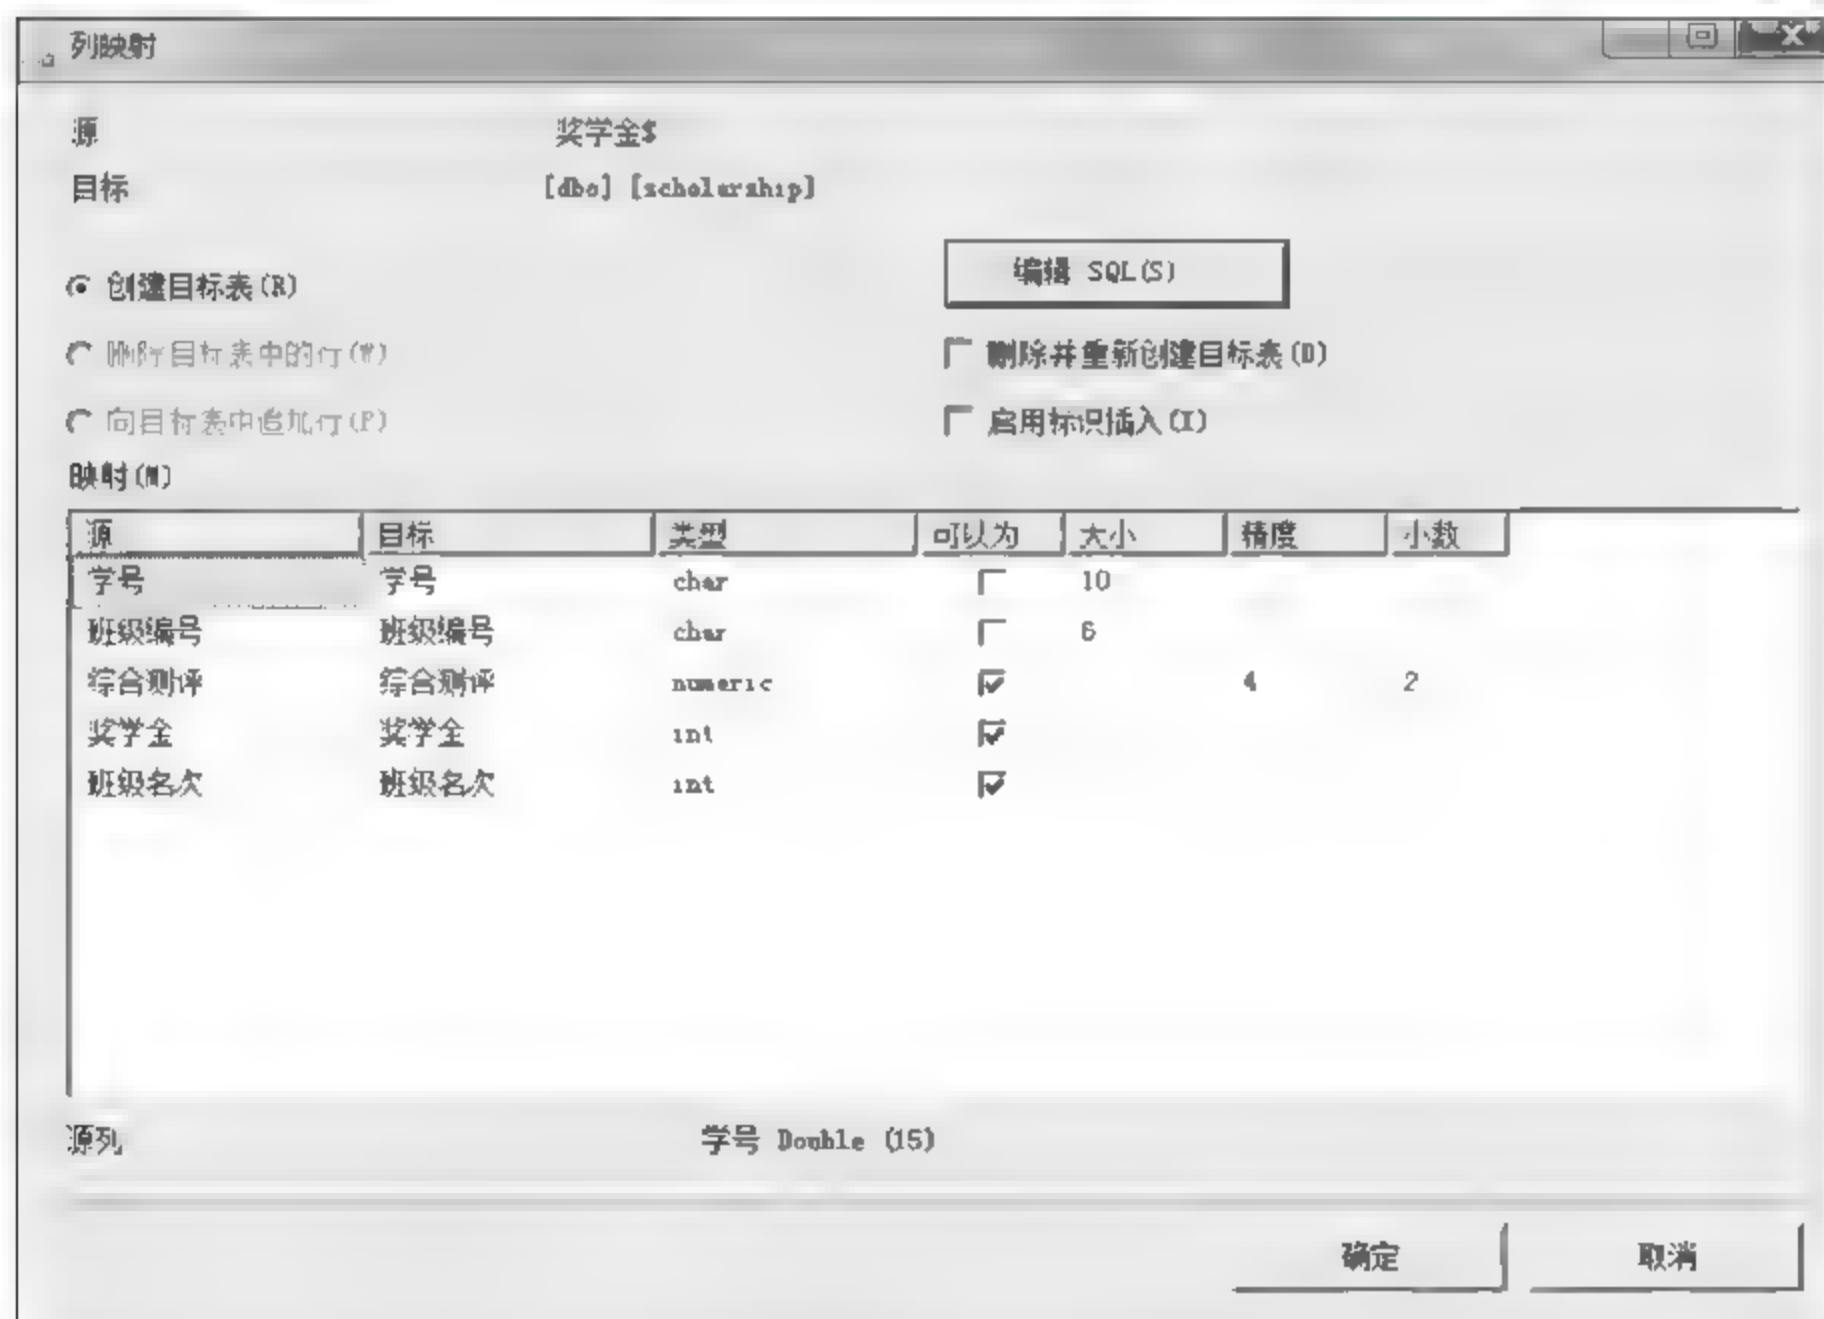 列映射
源 奖学金$
目标 [dbo] [scholarship]
编辑 SQL(S)
创建目标表(R)
删除目标表中的行(W) 删除并重新创建目标表(D)
向目标表中追加行(P) 启用标识插入(I)
映射(M)
源 目标 类型 可以为 大小 精度 小数
学号 学号 char 10
班级编号 班级编号 char 6
综合测评 综合测评 numeric 4 2
奖学金 奖学金 int
班级名次 班级名次 int
源列 学号 Double (15)
确定 取消